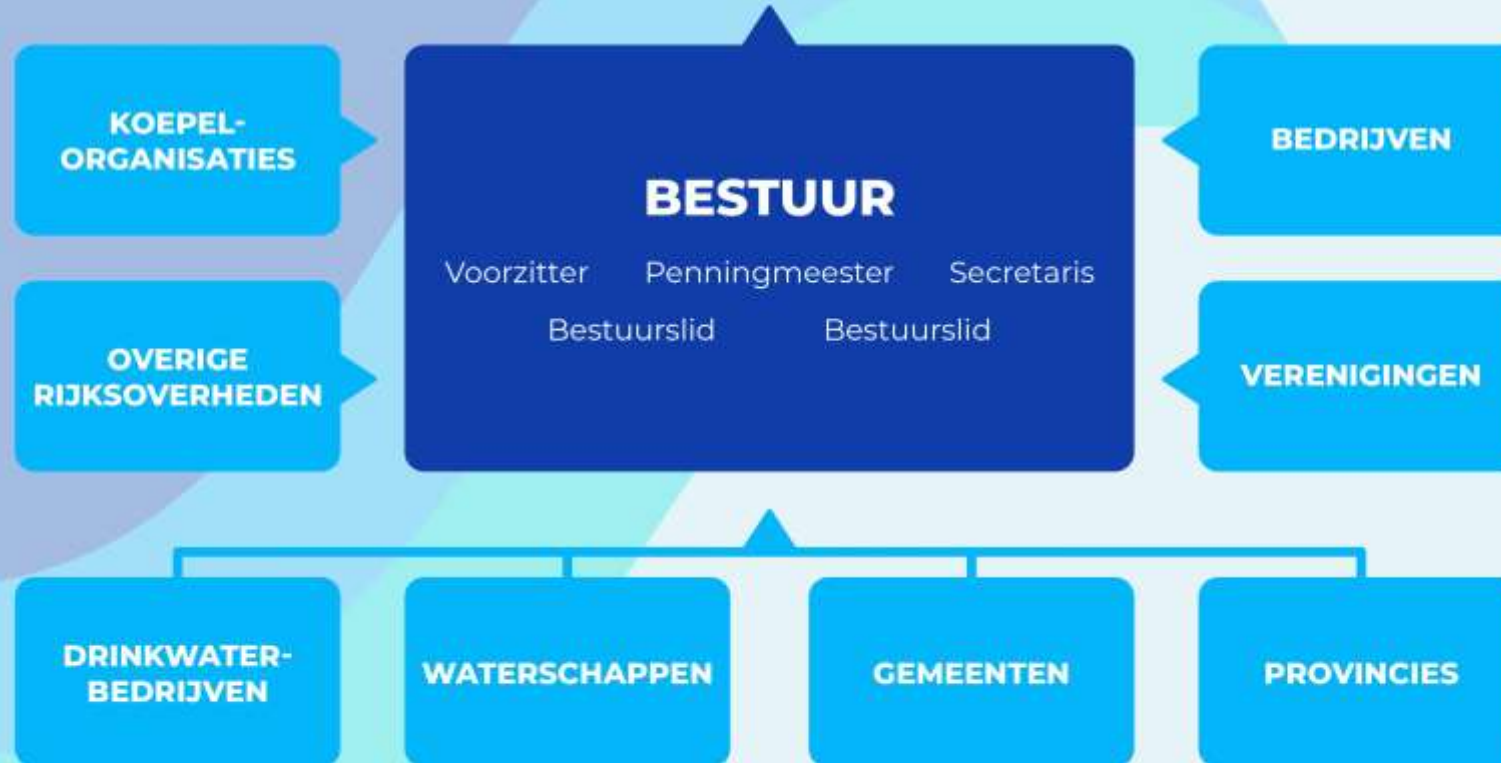 KOEPEL-
ORGANISATIES
BESTUUR
Voorzitter Penningmeester Secretaris
Bestuurslid Bestuurslid
BEDRIJVEN
OVERIGE
RIJKSOVERHEDEN
VERENIGINGEN
DRINKWATER-
BEDRIJVEN
WATERSCHAPPEN
GEMEENTEN
PROVINCIES